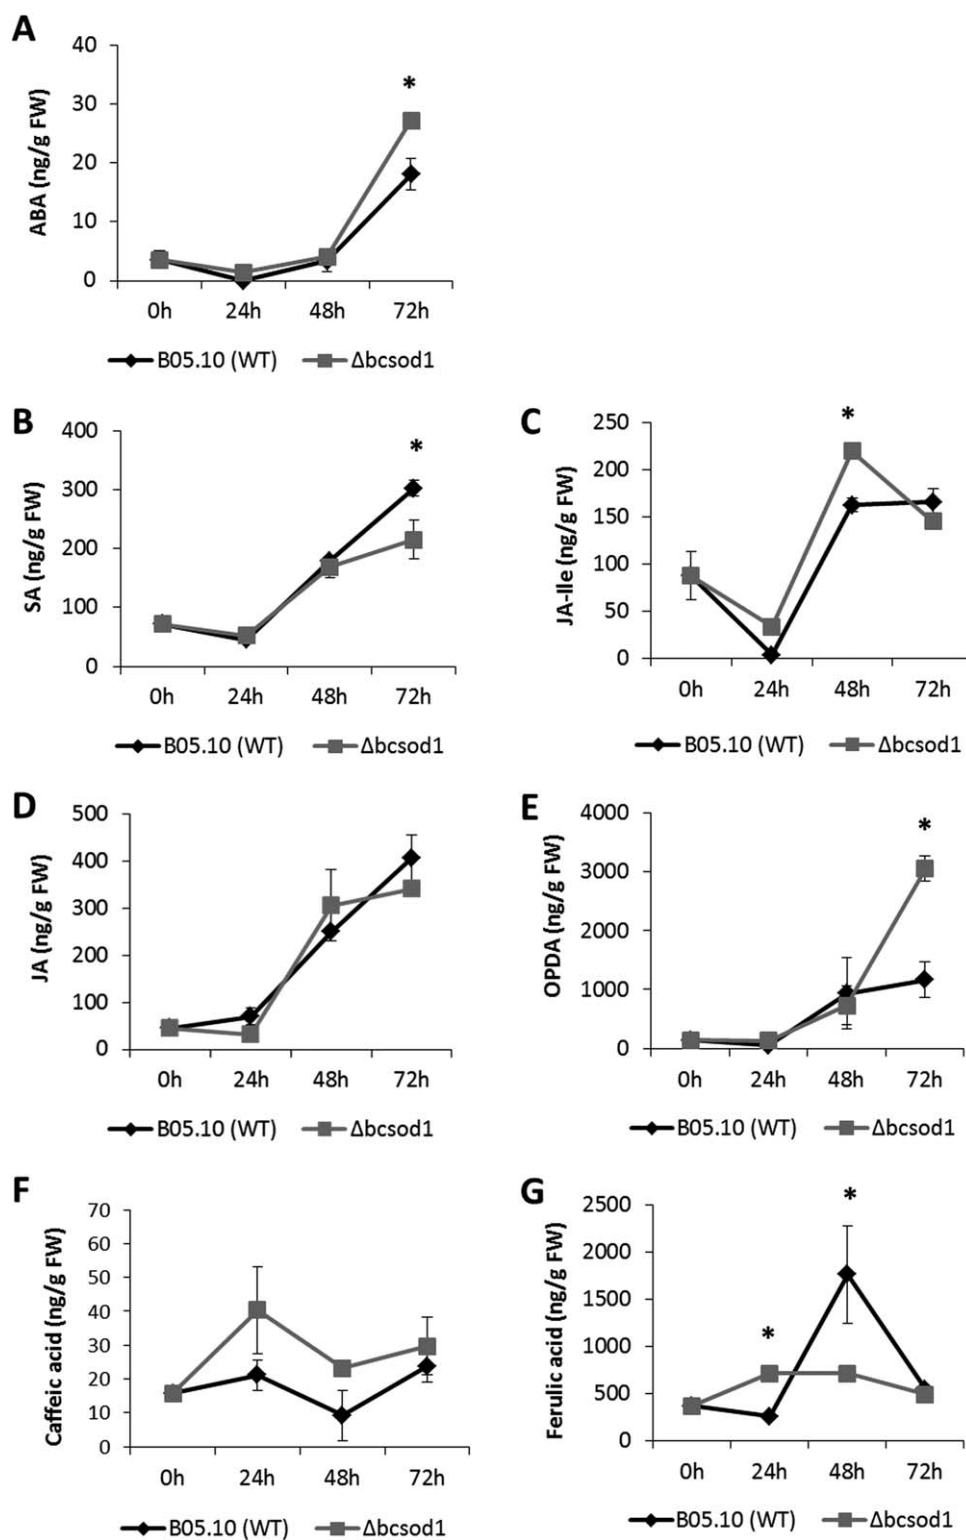 A
ABA (ng/g FW)
40
30
20
10
0
*
0h 24h 48h 72h
B05.10 (WT) Δbcsod1
B
SA (ng/g FW)
400
300
200
100
0
*
0h 24h 48h 72h
B05.10 (WT) Δbcsod1
C
JA-Ile (ng/g FW)
250
200
150
100
50
0
*
0h 24h 48h 72h
B05.10 (WT) Δbcsod1
D
JA (ng/g FW)
500
400
300
200
100
0
0h 24h 48h 72h
B05.10 (WT) Δbcsod1
E
OPDA (ng/g FW)
4000
3000
2000
1000
0
*
0h 24h 48h 72h
B05.10 (WT) Δbcsod1
F
Caffeic acid (ng/g FW)
70
60
50
40
30
20
10
0
0h 24h 48h 72h
B05.10 (WT) Δbcsod1
G
Ferulic acid (ng/g FW)
2500
2000
1500
1000
500
0
*
*
0h 24h 48h 72h
B05.10 (WT) Δbcsod1